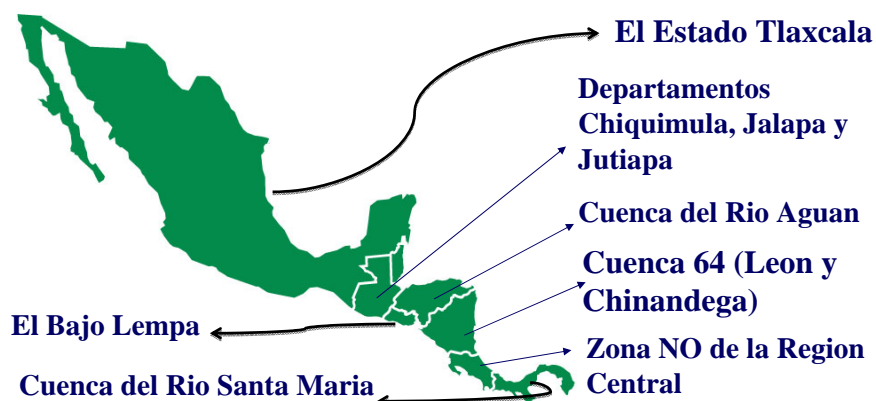 El Estado Tlaxcala
Departamentos
Chiquimula, Jalapa y
Jutiapa
Cuenca del Rio Aguan
Cuenca 64 (Leon y
Chinandega)
El Bajo Lempa
Zona NO de la Region
Central
Cuenca del Rio Santa Maria